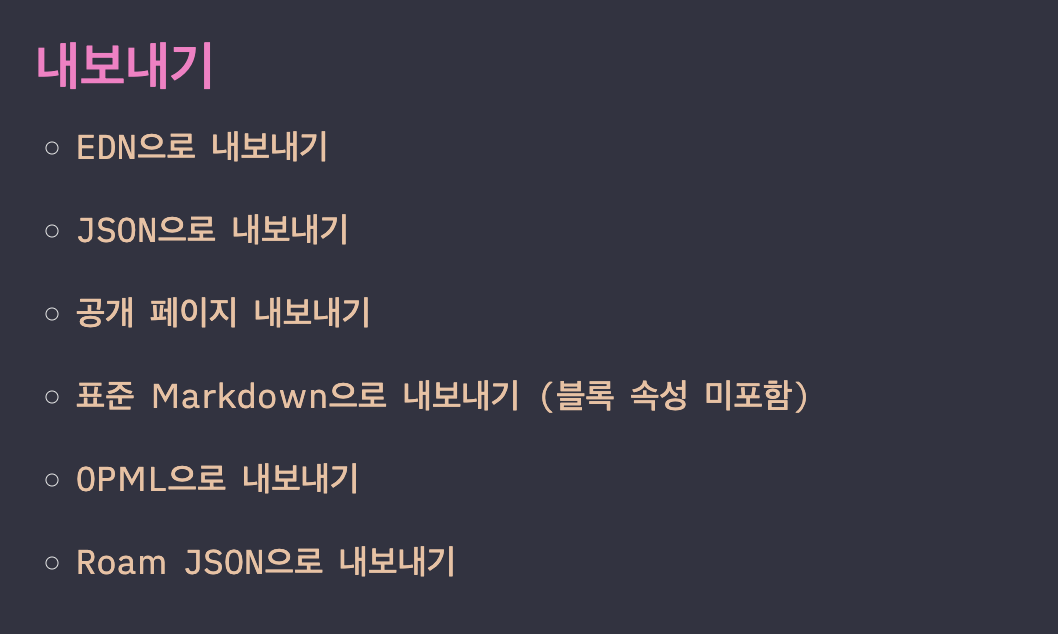 내보내기
EDN으로 내보내기
JSON으로 내보내기
공개 페이지 내보내기
표준 Markdown으로 내보내기 (블록 속성 미포함)
OPML으로 내보내기
Roam JSON으로 내보내기